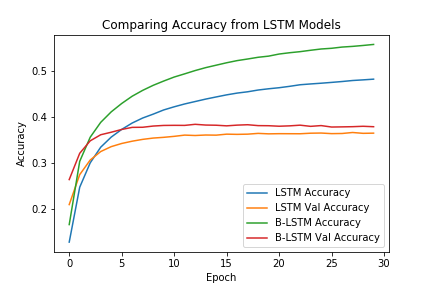 Comparing Accuracy from LSTM Models
Accuracy
0.5
0.4
0.3
0.2
LSTM Accuracy
LSTM Val Accuracy
B-LSTM Accuracy
B-LSTM Val Accuracy
0 5 10 15 20 25 30
Epoch